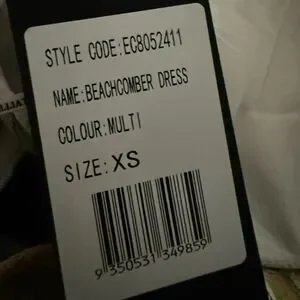 STYLE CODE:EC8052411
NAME:BEACHCOMBER DRESS
COLOUR:MULTI
SIZE:XS
9 350531 349859